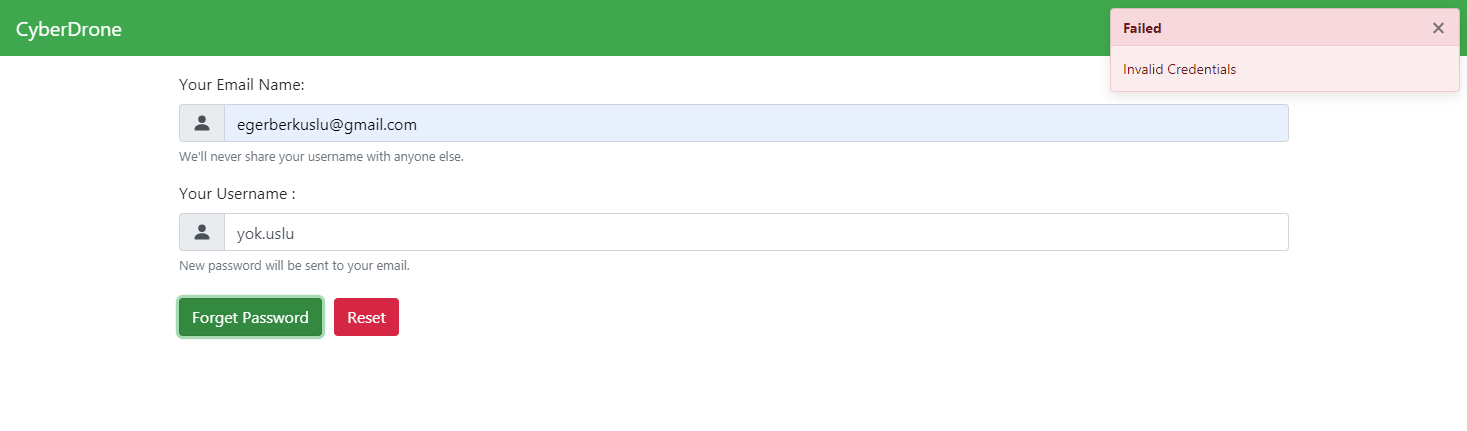 CyberDrone
Failed
Invalid Credentials
Your Email Name:
egerberkuslu@gmail.com
We'll never share your username with anyone else.
Your Username :
yok.uslu
New password will be sent to your email.
Forget Password
Reset